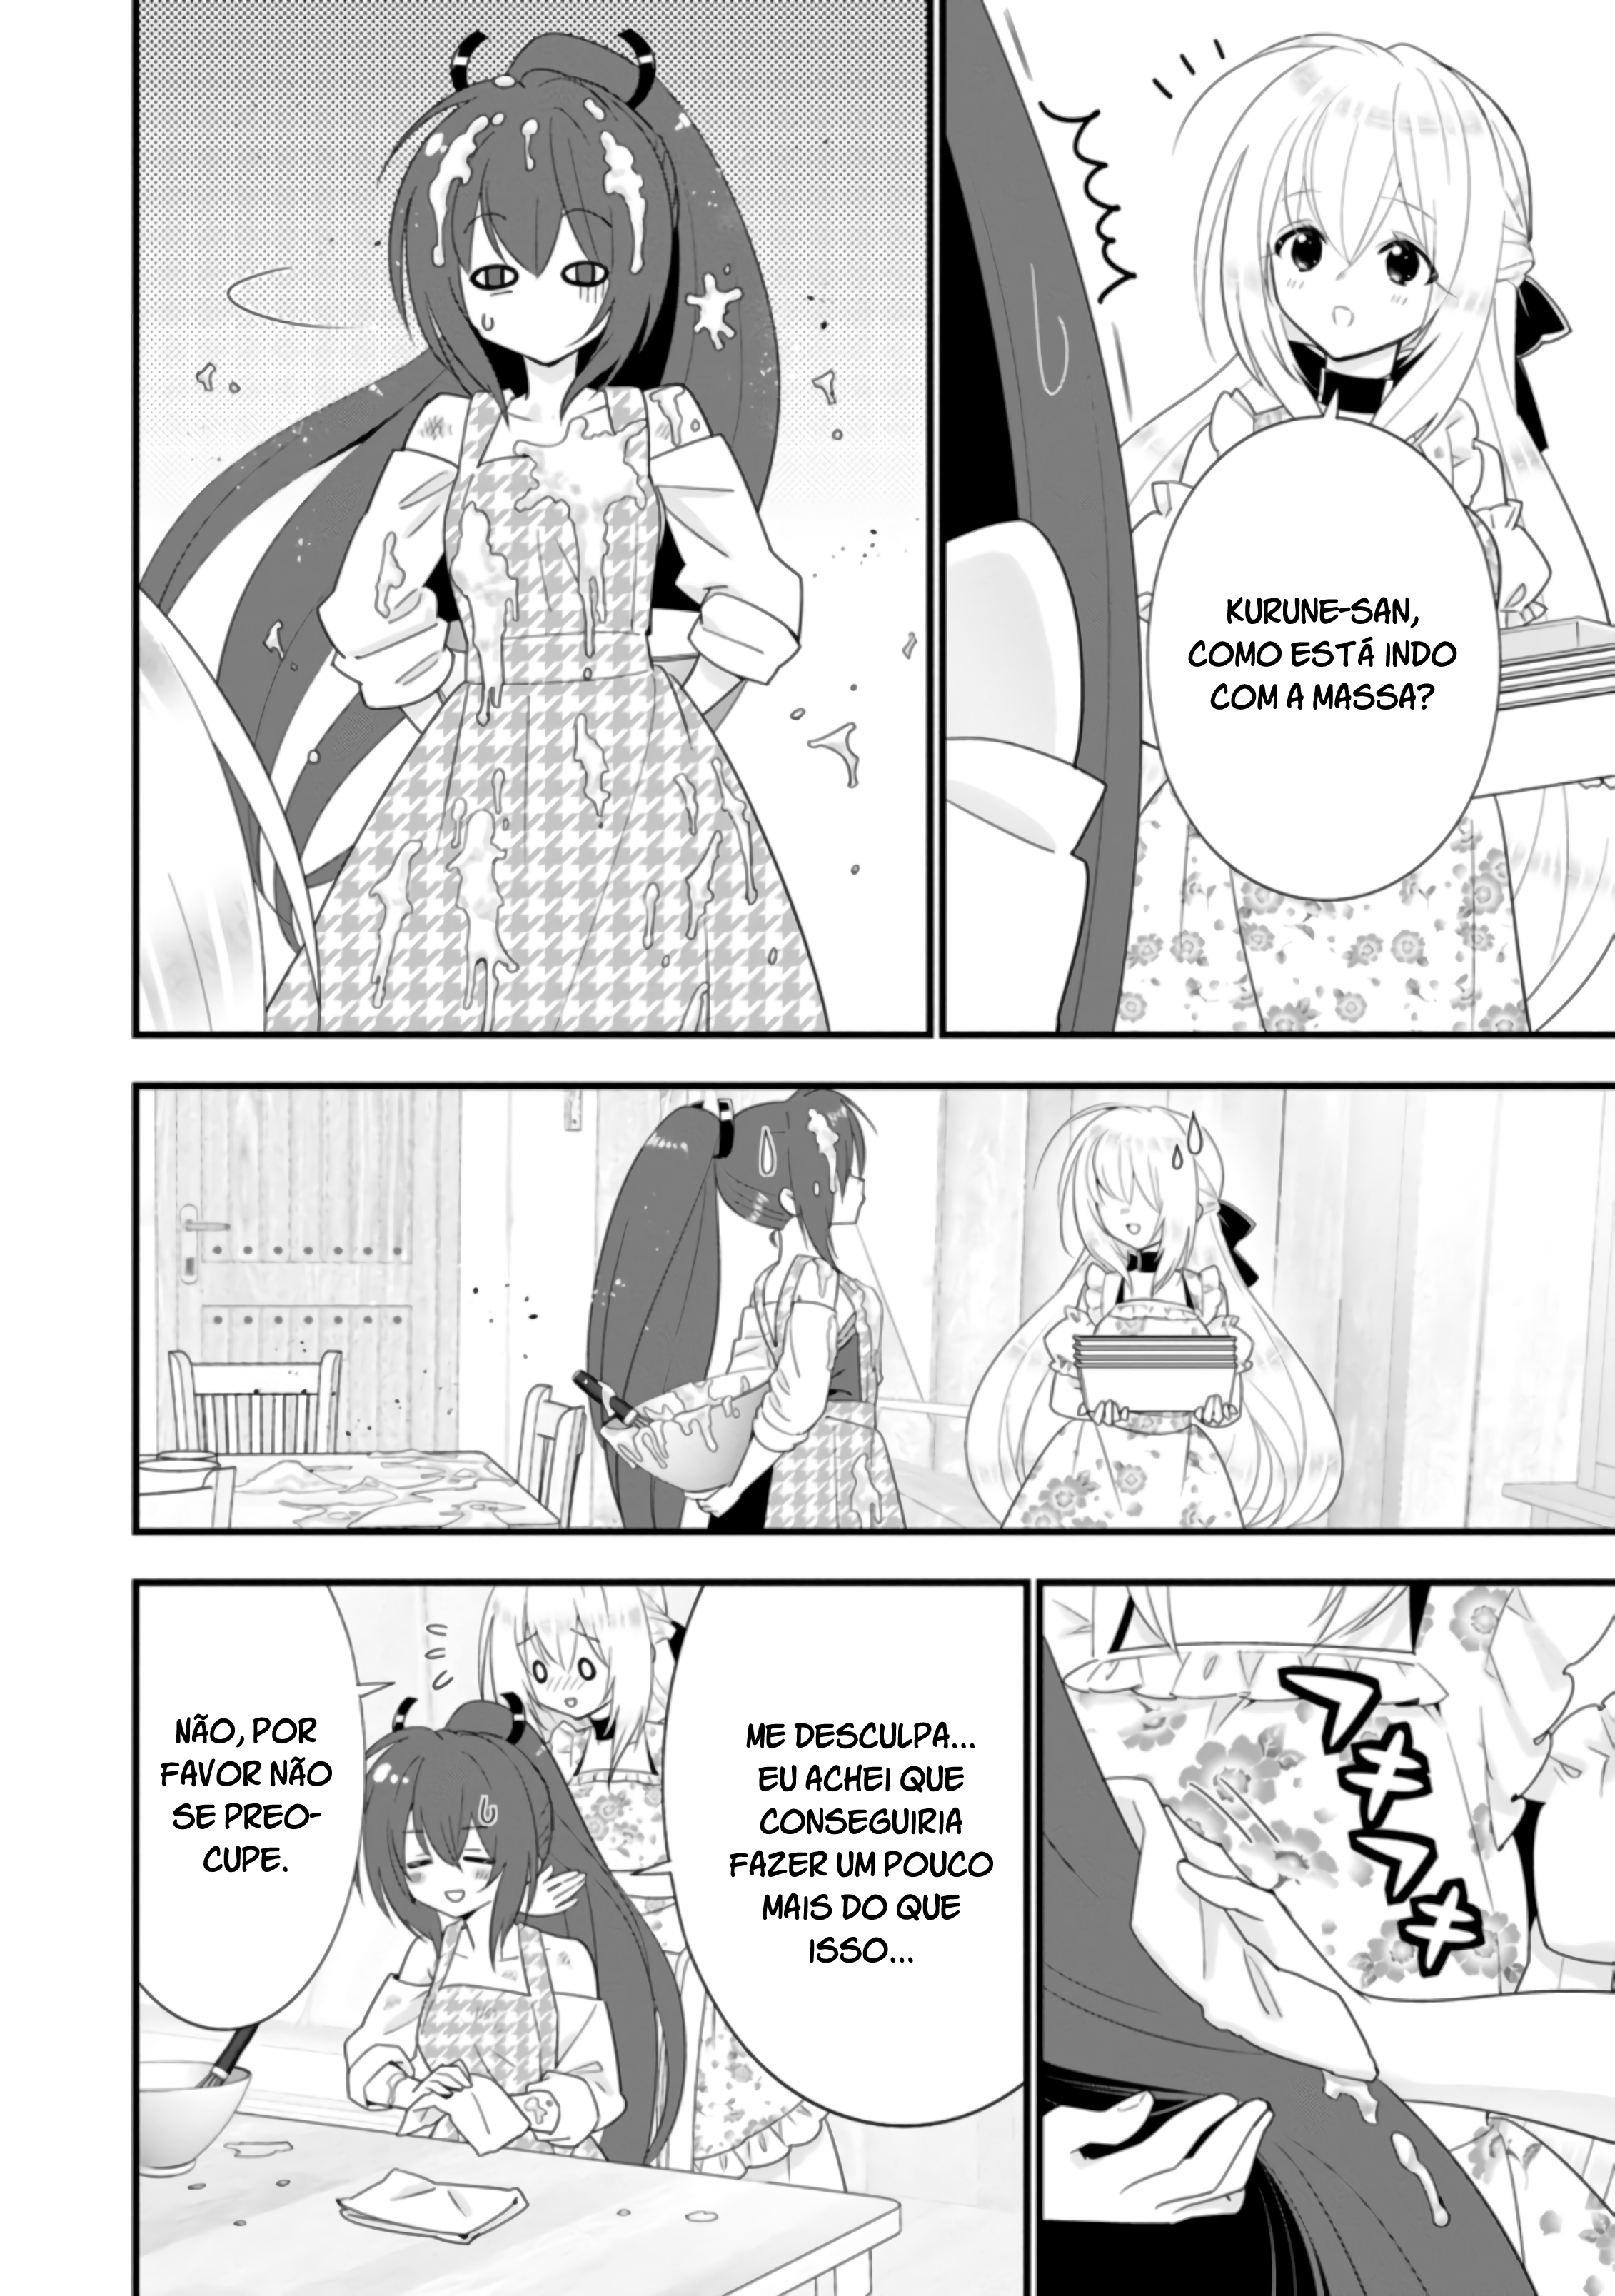 KURUNE-SAN,
COMO ESTÁ INDO
COM A MASSA?
フキ
フキ
ME DESCULPA...
EU ACHEI QUE
CONSEGUIRIA
FAZER UM POUCO
MAIS DO QUE
ISSO...
NÃO, POR
FAVOR NÃO
SE PREO-
CUPE.